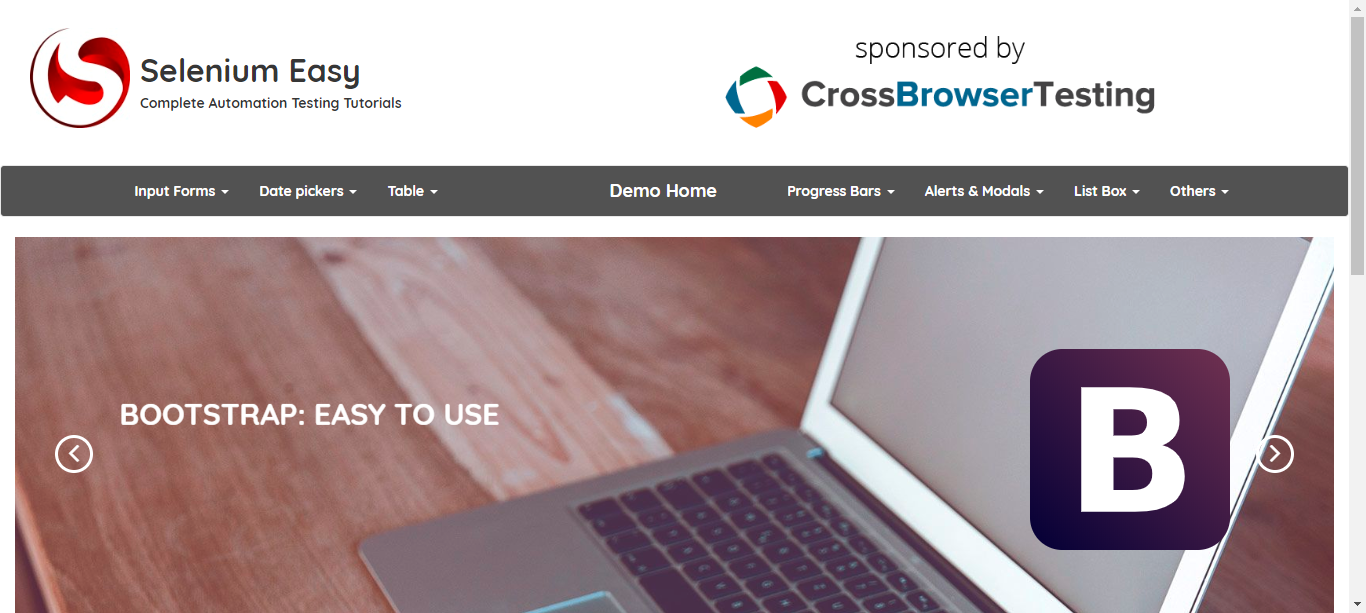 Selenium Easy
Complete Automation Testing Tutorials
sponsored by
CrossBrowserTesting
Input Forms Date pickers Table Demo Home Progress Bars Alerts & Modals List Box Others
BOOTSTRAP: EASY TO USE
B